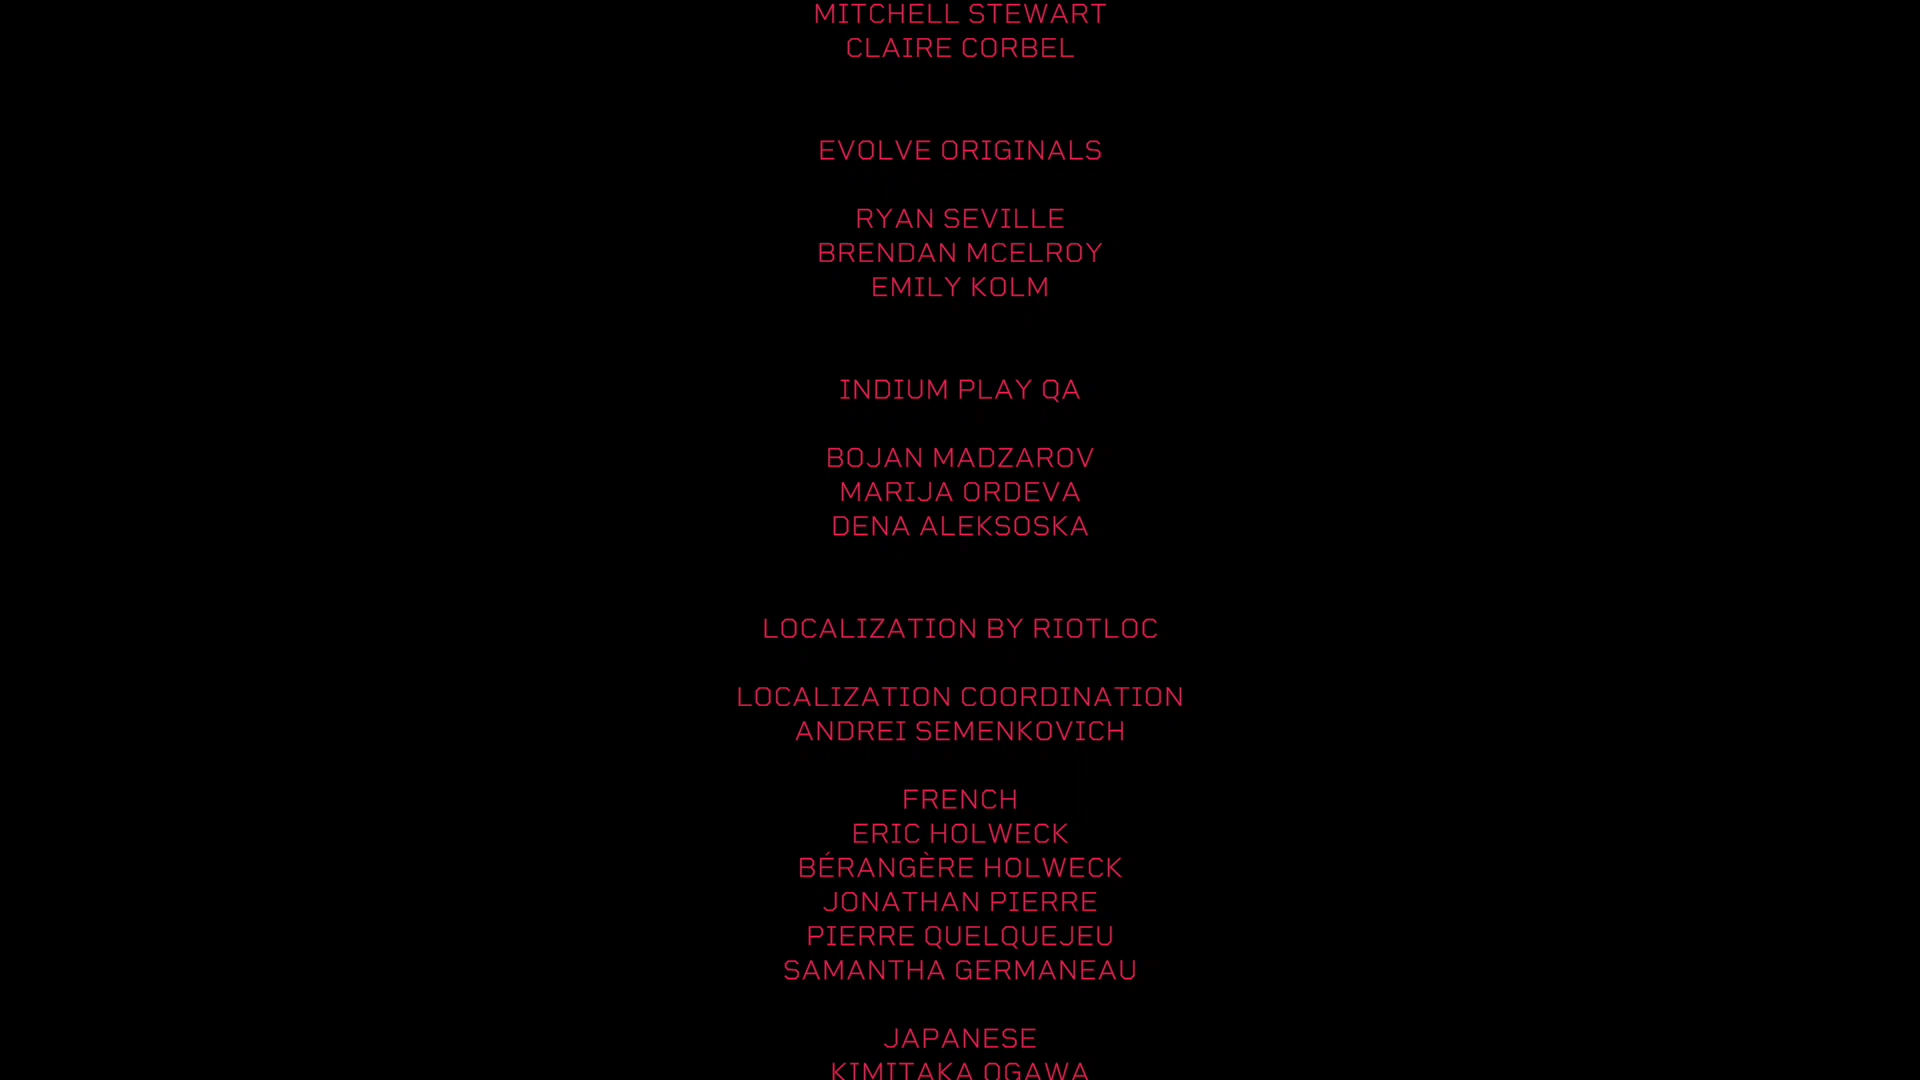 MITCHELL STEWART
CLAIRE CORBEL
EVOLVE ORIGINALS
RYAN SEVILLE
BRENDAN MCELROY
EMILY KOLM
INDIUM PLAY QA
BOJAN MADZAROV
MARIJA ORDEVA
DENA ALEKSOSKA
LOCALIZATION BY RIOTLOC
LOCALIZATION COORDINATION
ANDREI SEMENKOVICH
FRENCH
ERIC HOLWECK
BÉRANGÈRE HOLWECK
JONATHAN PIERRE
PIERRE QUELQUEJEU
SAMANTHA GERMANEAU
JAPANESE
KIMITAKA OGAWA